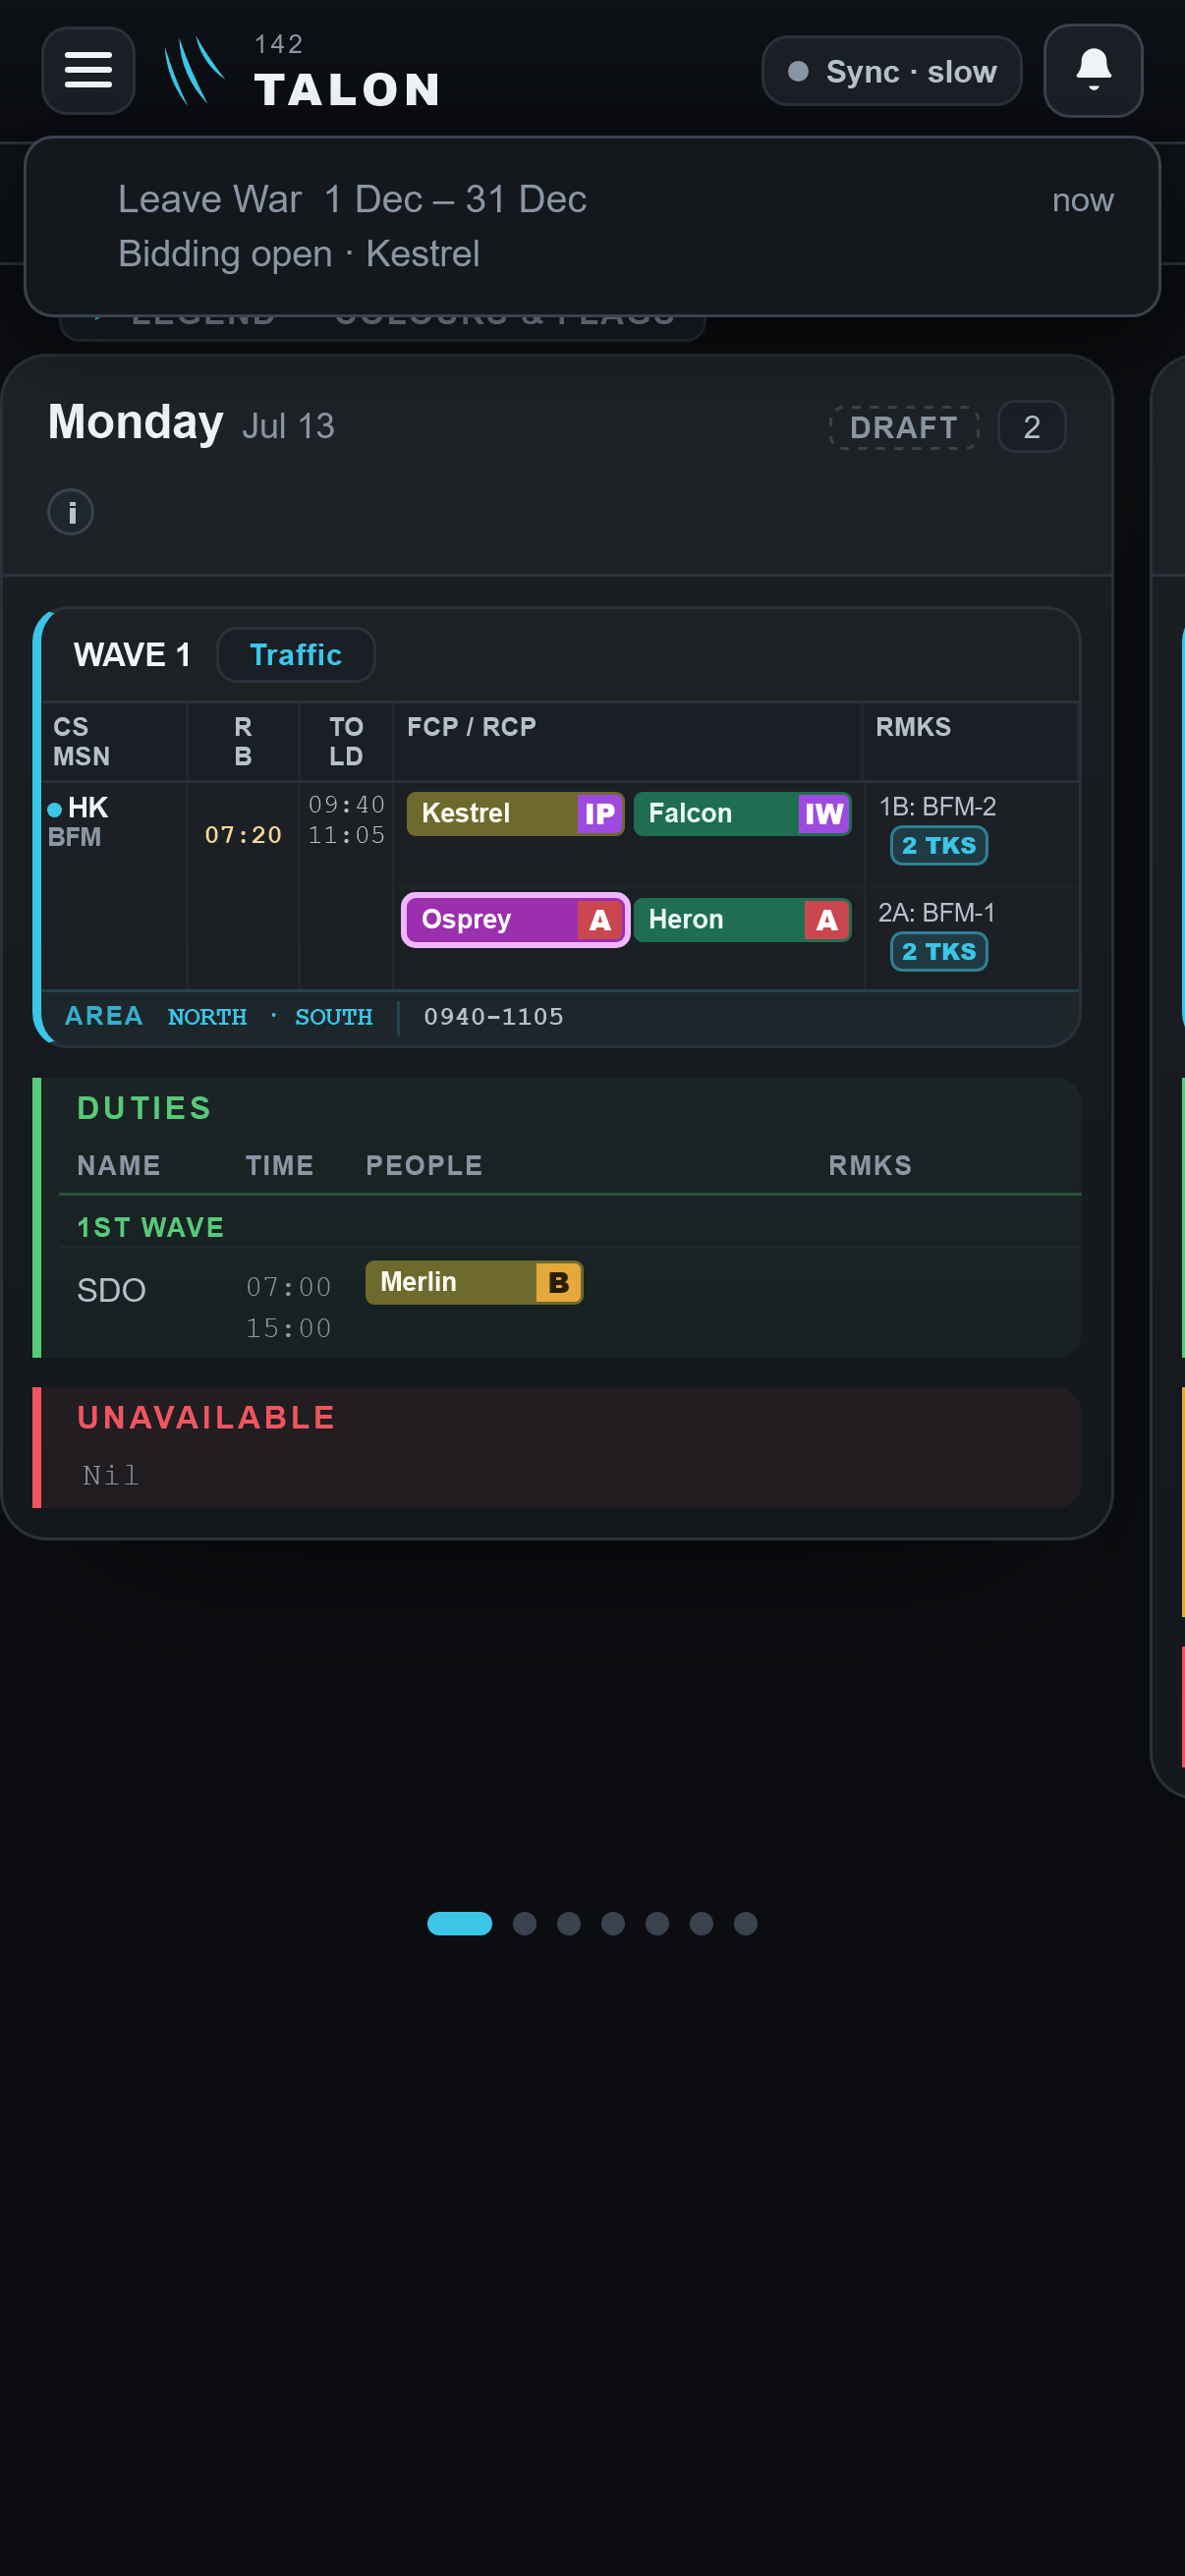 142
TALON
Sync · slow
Leave War 1 Dec – 31 Dec
now
Bidding open · Kestrel
LEGEND COLOURS & FLAGS
Monday Jul 13
DRAFT 2
i
WAVE 1 Traffic
CS R TO FCP / RCP RMKS
MSN B LD
HK 09:40 Kestrel IP Falcon IW 1B: BFM-2
BFM 07:20 11:05 2 TKS
Osprey A Heron A 2A: BFM-1
2 TKS
AREA NORTH · SOUTH 0940–1105
DUTIES
NAME TIME PEOPLE RMKS
1ST WAVE
SDO 07:00 Merlin B
15:00
UNAVAILABLE
Nil